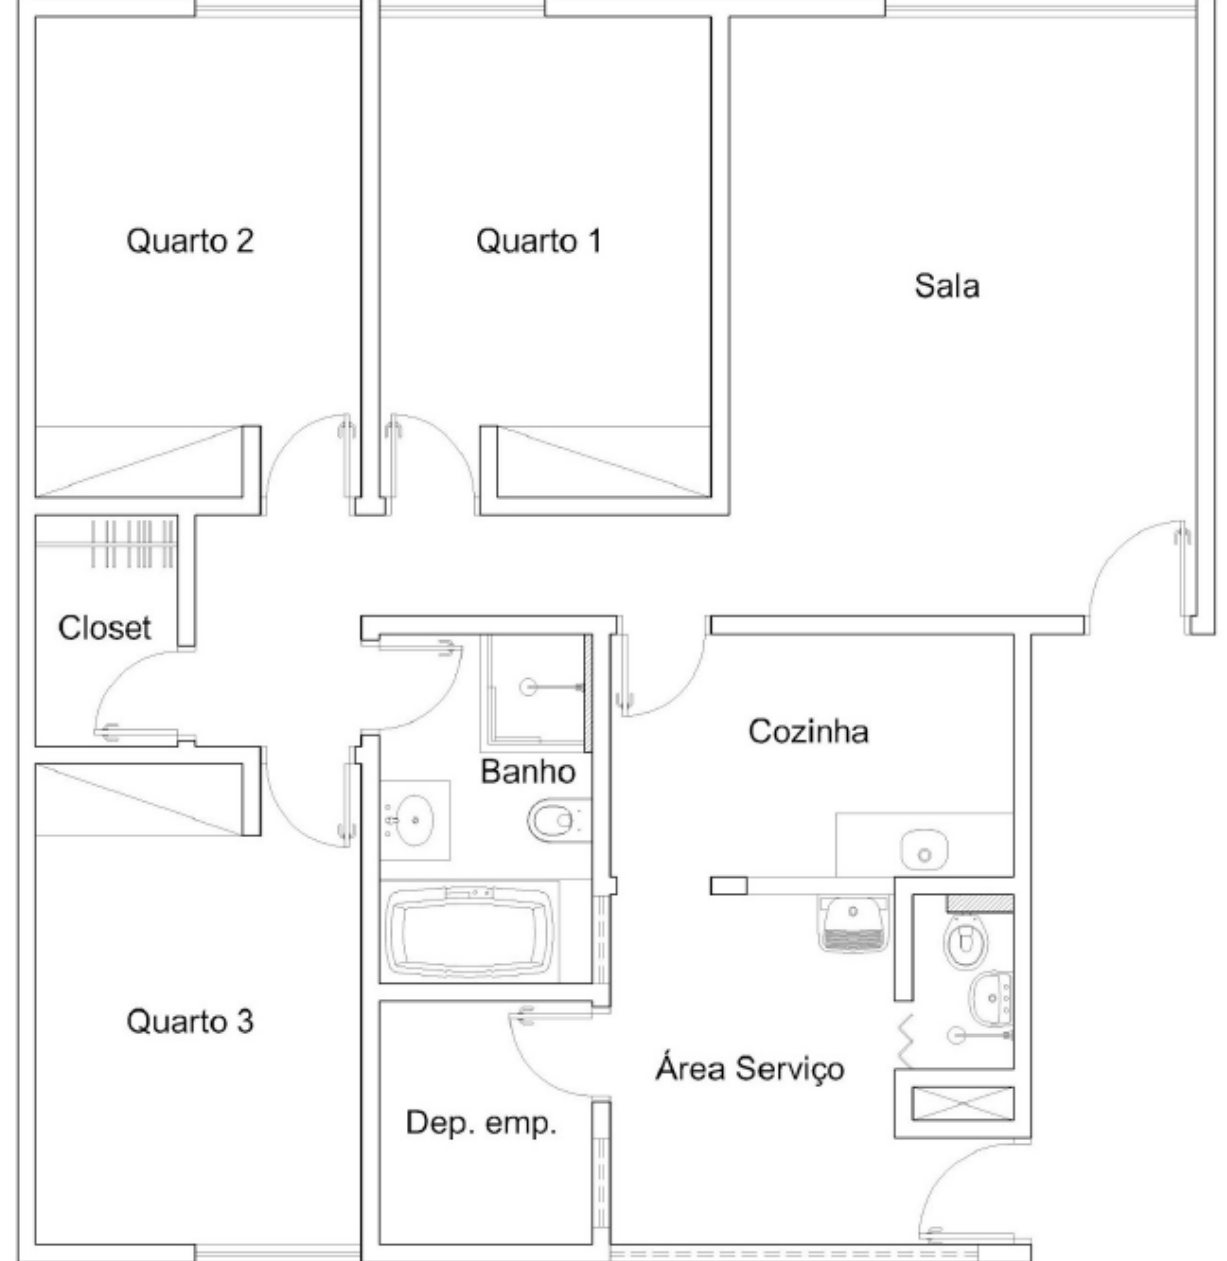 Quarto 2
Quarto 1
Sala
Closet
Cozinha
Banho
Quarto 3
Área Serviço
Dep. emp.